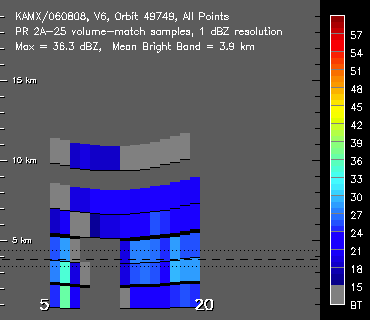 KAMX/060808, V6, Orbit 49749, All Points
PR 2A-25 volume-match samples, 1 dBZ resolution
Max = 36.3 dBZ, Mean Bright Band = 3.9 km
15 km
10 km
5 km
5
20
57
54
51
48
45
42
39
36
33
30
27
24
21
18
15
BT